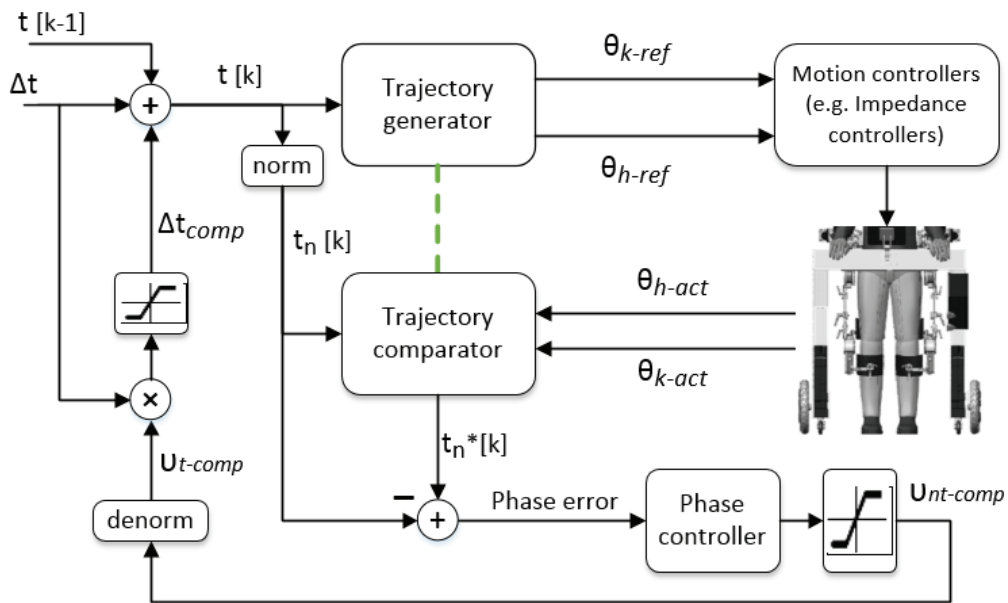 t [k-1]
Δt
+
t [k]
Trajectory
generator
θk-ref
θh-ref
Motion controllers
(e.g. Impedance
controllers)
norm
Δtcomp
tn [k]
Trajectory
comparator
θh-act
θk-act
×
tn*[k]
υt-comp
denorm
−
+
Phase error
Phase
controller
υnt-comp